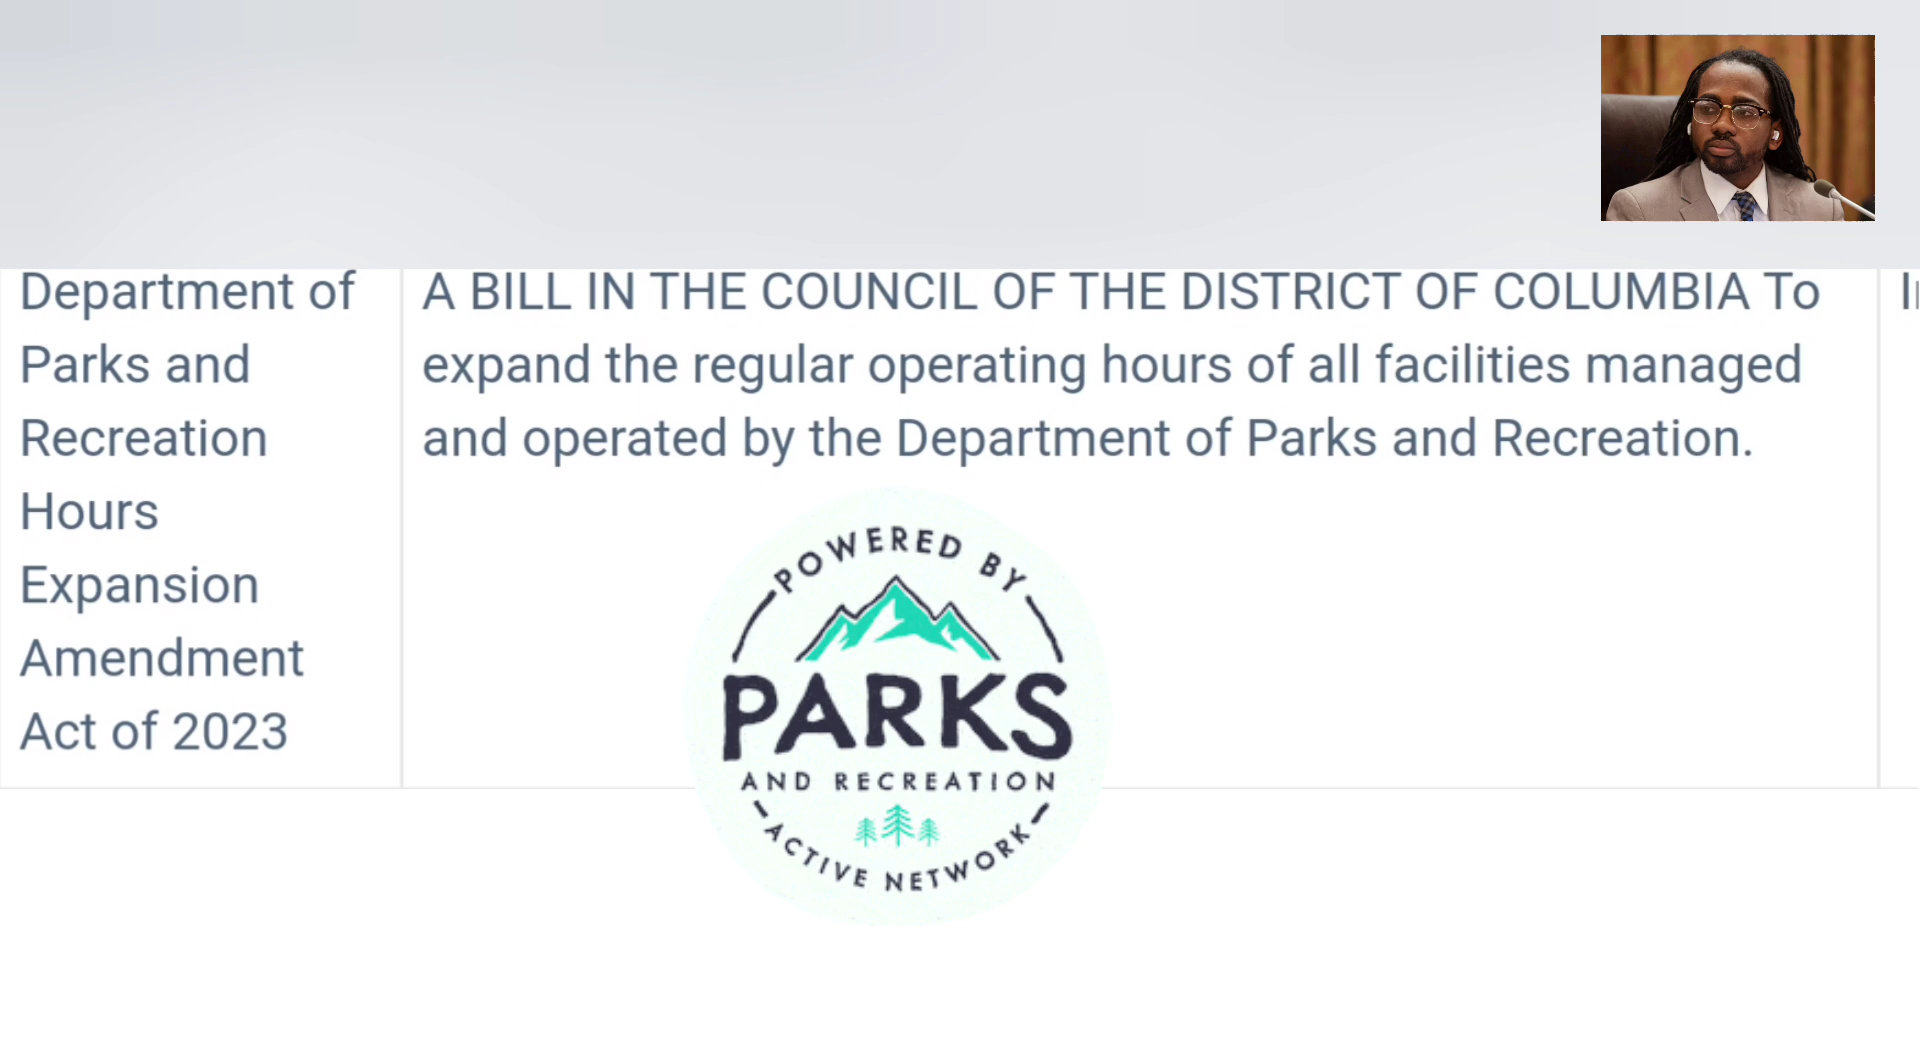 Department of
Parks and
Recreation
Hours
Expansion
Amendment
Act of 2023
A BILL IN THE COUNCIL OF THE DISTRICT OF COLUMBIA To
expand the regular operating hours of all facilities managed
and operated by the Department of Parks and Recreation.
POWERED BY
PARKS
AND RECREATION
ACTIVE NETWORK